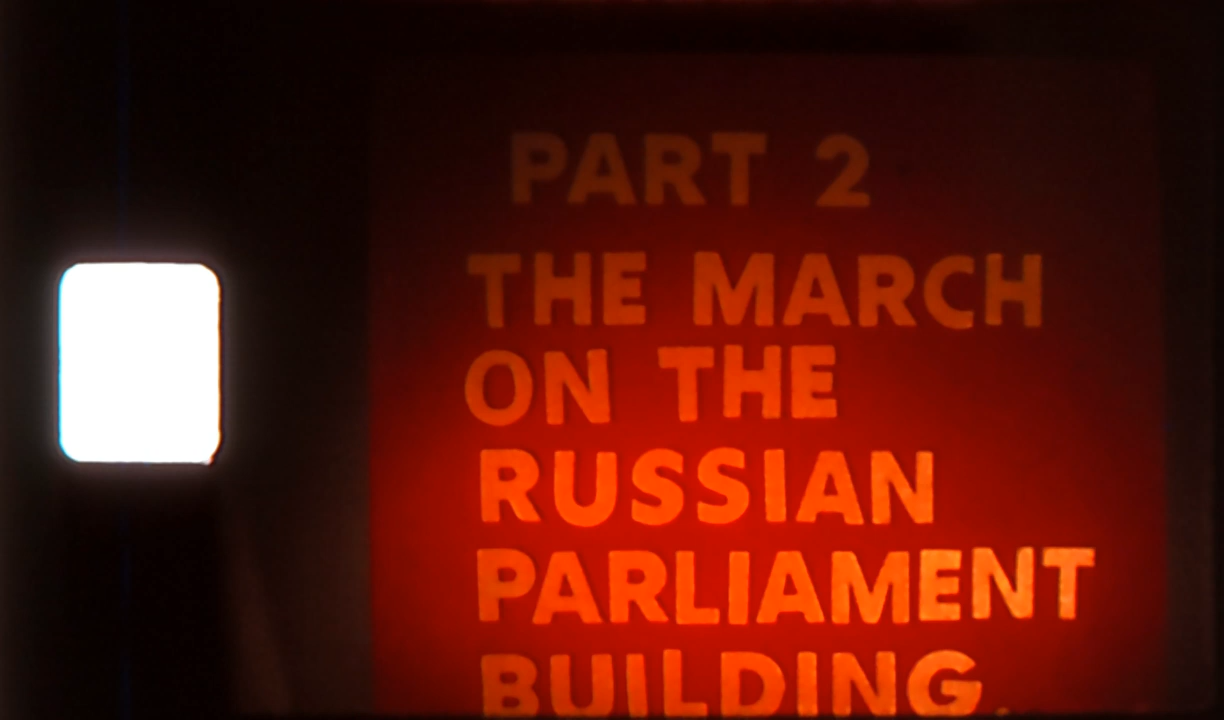 PART 2
THE MARCH
ON THE
RUSSIAN
PARLIAMENT
BUILDING.